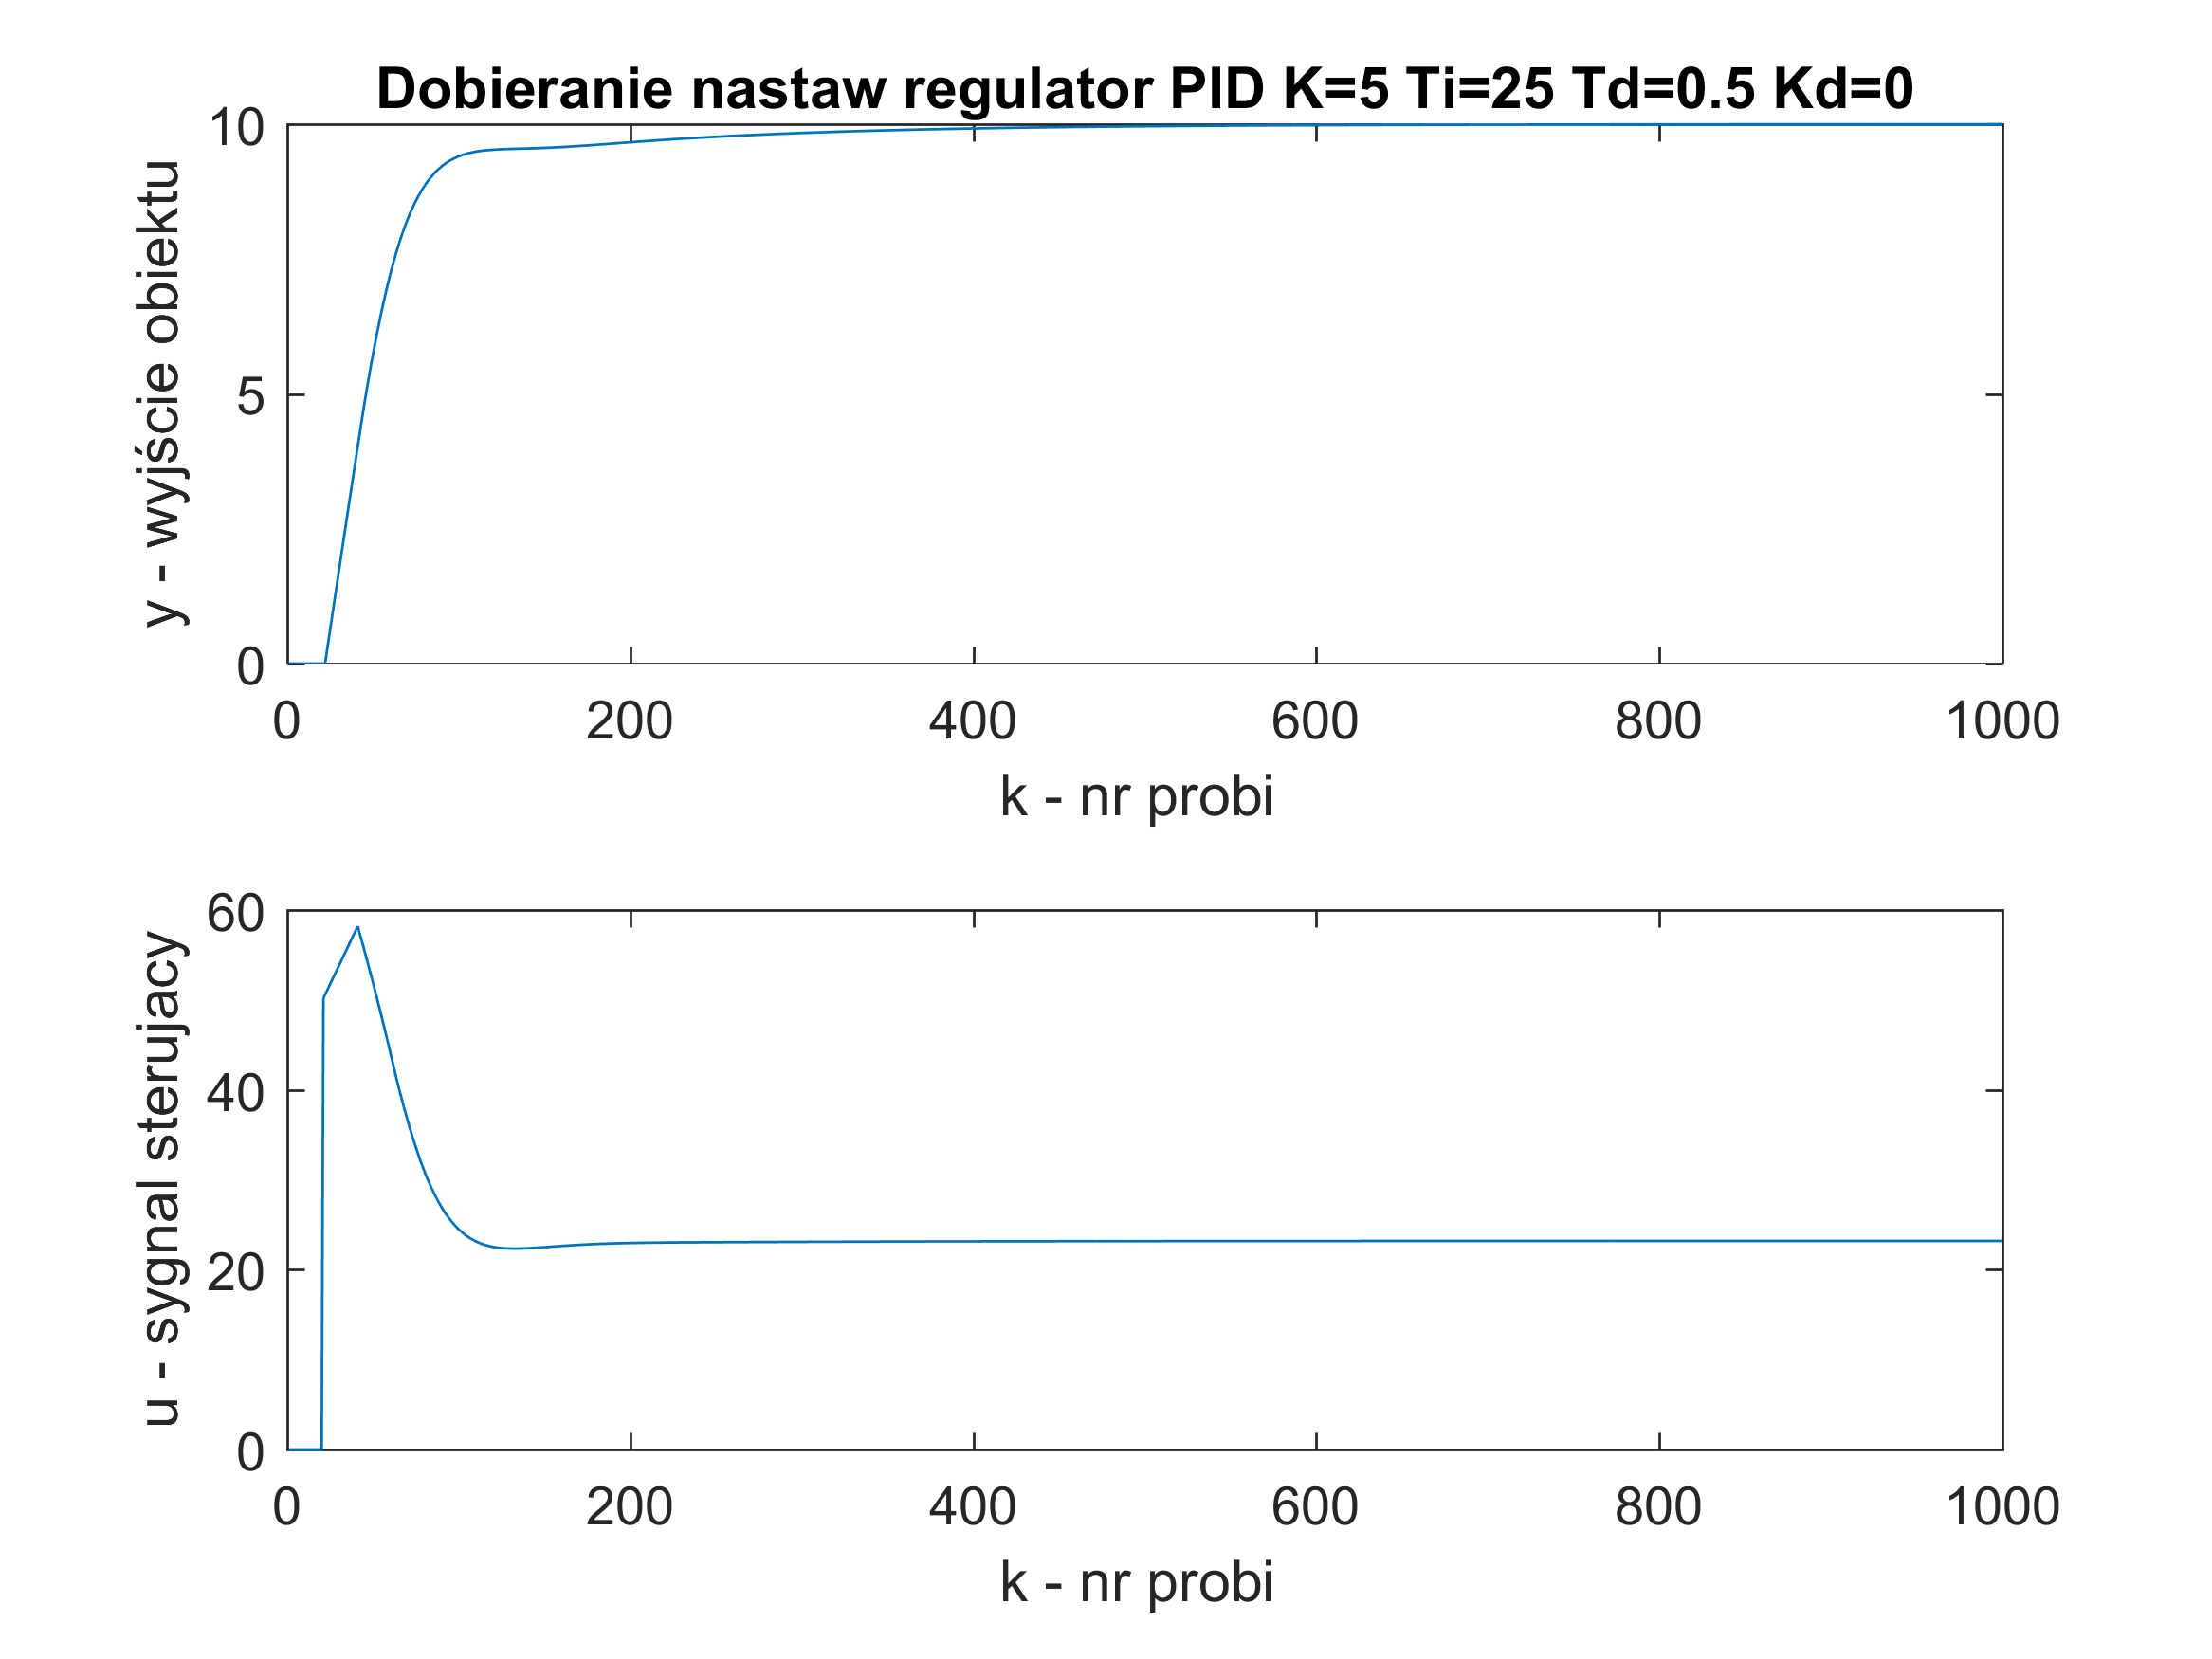 Dobieranie nastaw regulator PID K=5 Ti=25 Td=0.5 Kd=0
10
5
0
y - wyjście obiektu
0 200 400 600 800 1000
k - nr probi
60
40
20
0
u - sygnal sterujacy
0 200 400 600 800 1000
k - nr probi